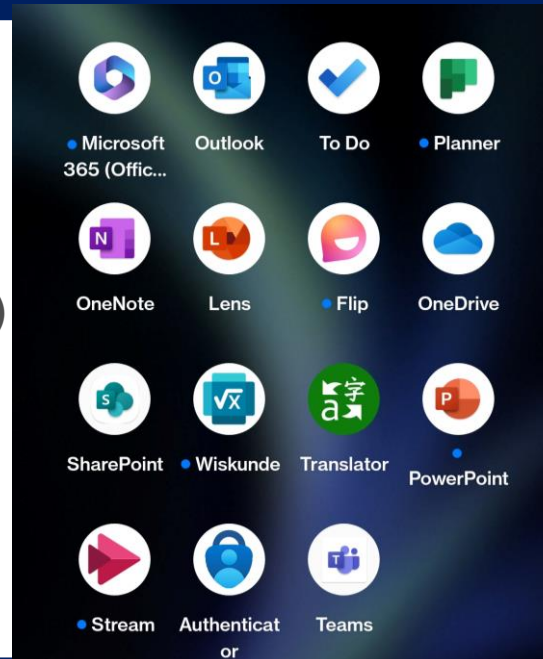 Microsoft
365 (Offic...
Outlook
To Do
Planner
OneNote
Lens
Flip
OneDrive
SharePoint
Wiskunde
Translator
PowerPoint
Stream
Authenticat
or
Teams
O
N
L
S
√x
字
a
P
T